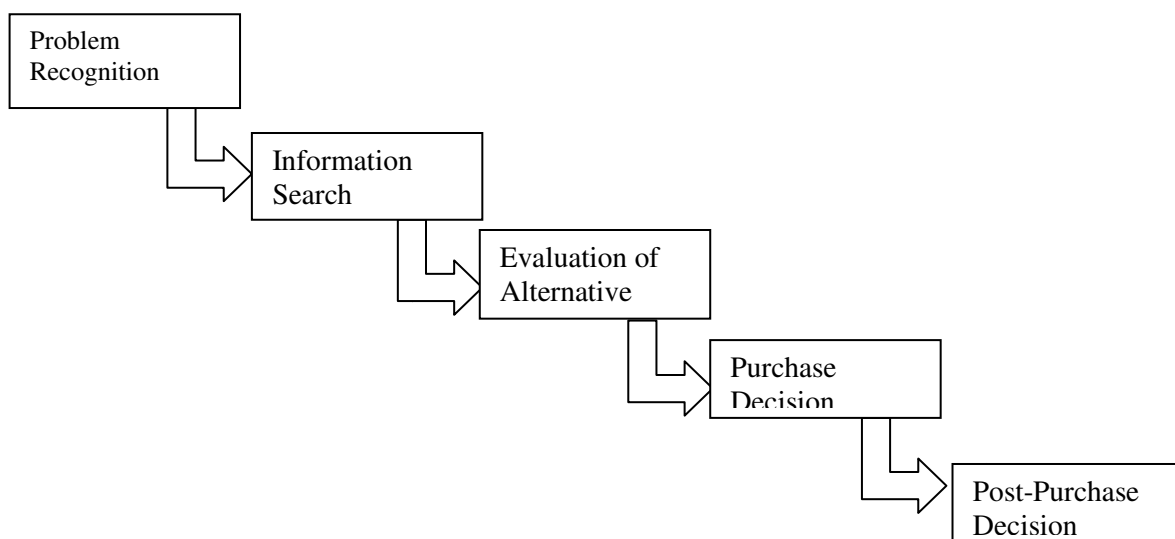 Problem
Recognition
Information
Search
Evaluation of
Alternative
Purchase
Decision
Post-Purchase
Decision